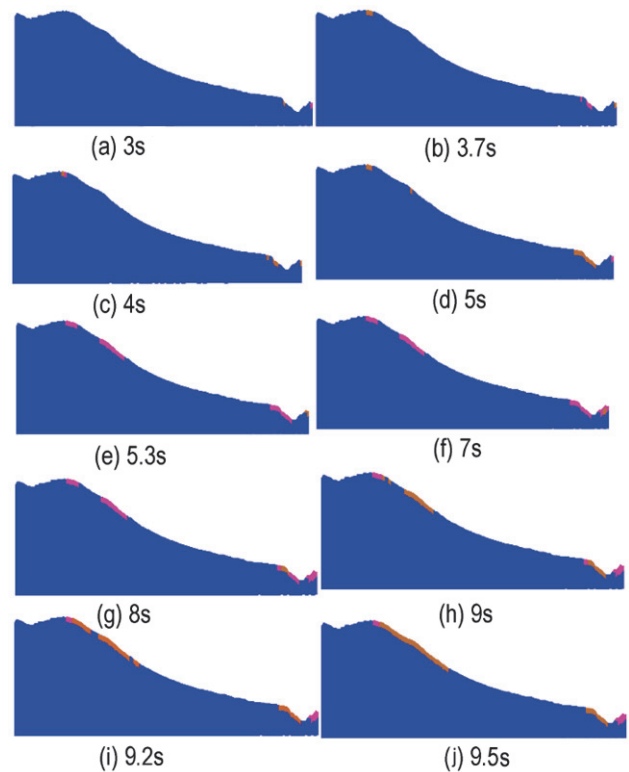 (a) 3s
(b) 3.7s
(c) 4s
(d) 5s
(e) 5.3s
(f) 7s
(g) 8s
(h) 9s
(i) 9.2s
(j) 9.5s